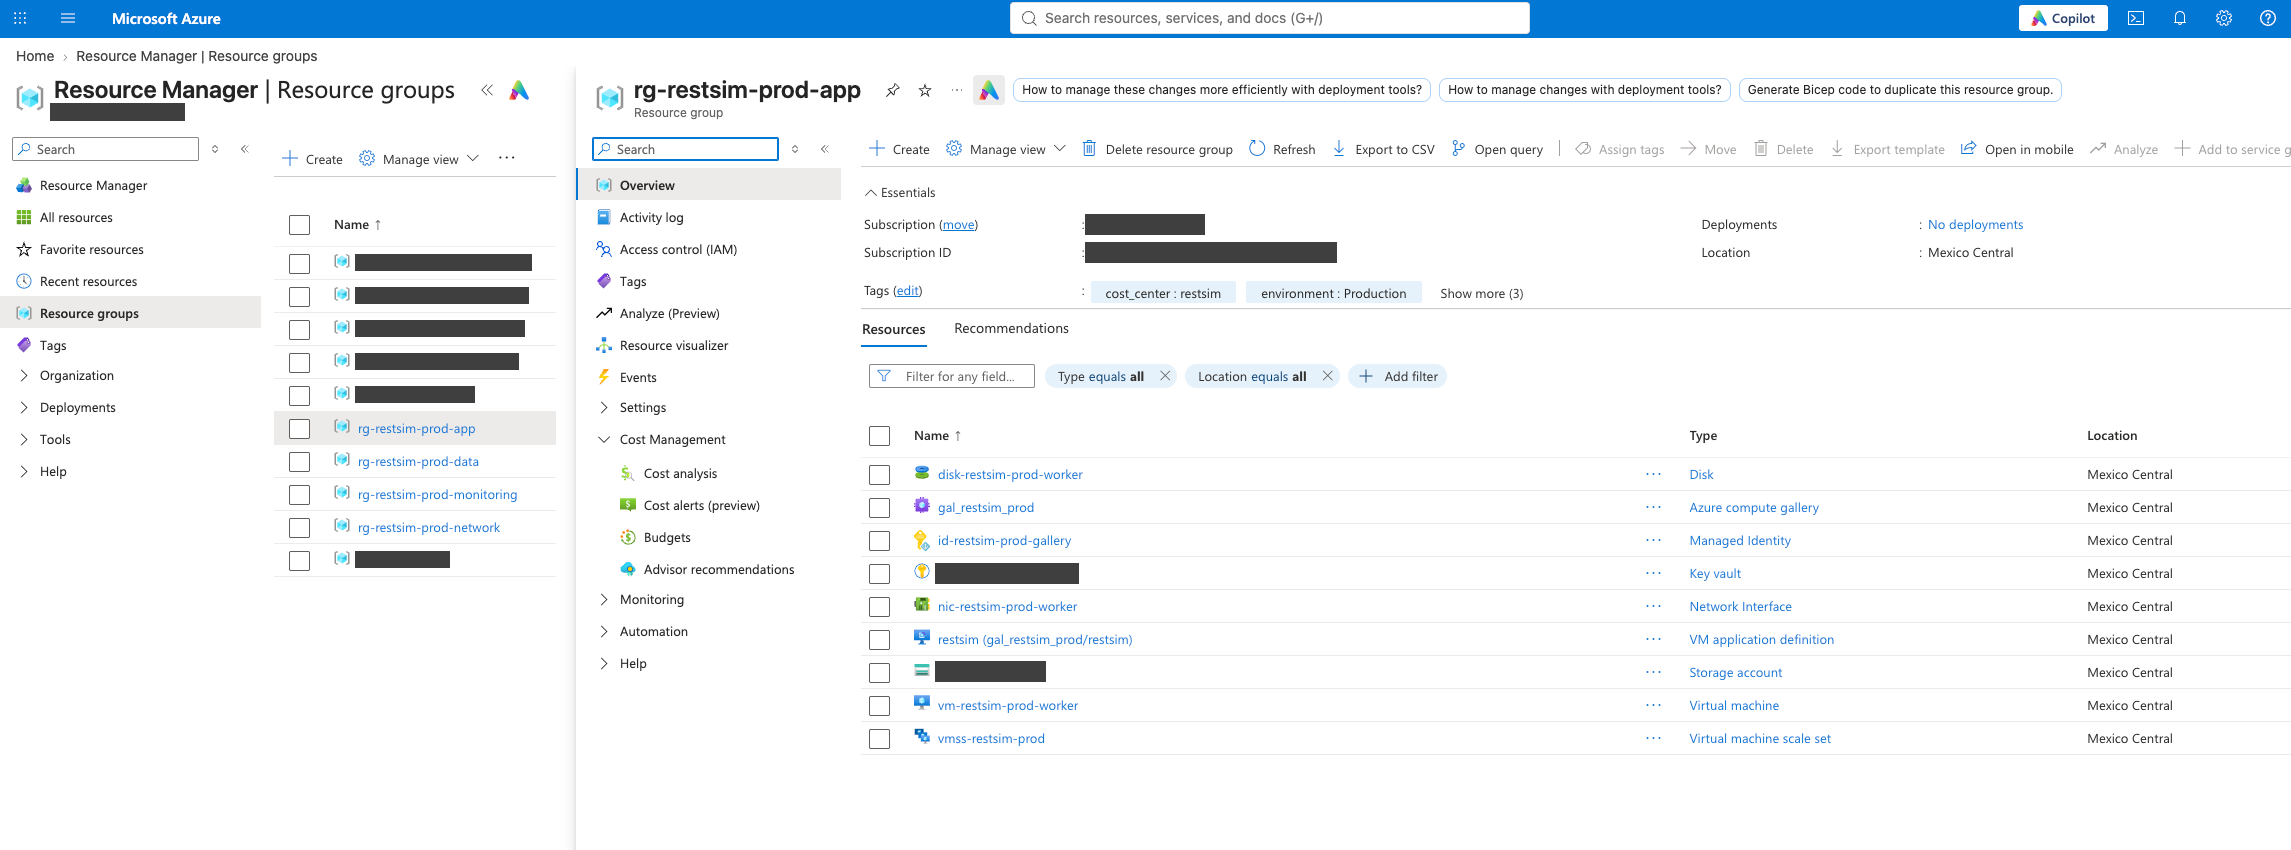 Microsoft Azure
Search resources, services, and docs (G+/)
Copilot
Home > Resource Manager | Resource groups
Resource Manager | Resource groups
Search
Resource Manager
All resources
Favorite resources
Recent resources
Resource groups
Tags
Organization
Deployments
Tools
Help
Create Manage view ...
Name ↑
rg-restsim-prod-app
rg-restsim-prod-data
rg-restsim-prod-monitoring
rg-restsim-prod-network
rg-restsim-prod-app
Resource group
How to manage these changes more efficiently with deployment tools? How to manage changes with deployment tools? Generate Bicep code to duplicate this resource group.
Search
Overview
Activity log
Access control (IAM)
Tags
Analyze (Preview)
Resource visualizer
Events
Settings
Cost Management
Cost analysis
Cost alerts (preview)
Budgets
Advisor recommendations
Monitoring
Automation
Help
Create Manage view Delete resource group Refresh Export to CSV Open query Assign tags Move Delete Export template Open in mobile Analyze Add to service g
Essentials
Subscription (move) :
Subscription ID :
Tags (edit) : cost_center : restsim environment : Production Show more (3)
Deployments : No deployments
Location : Mexico Central
Resources Recommendations
Filter for any field... Type equals all Location equals all Add filter
Name ↑ Type Location
disk-restsim-prod-worker ... Disk Mexico Central
gal_restsim_prod ... Azure compute gallery Mexico Central
id-restsim-prod-gallery ... Managed Identity Mexico Central
... Key vault Mexico Central
nic-restsim-prod-worker ... Network Interface Mexico Central
restsim (gal_restsim_prod/restsim) ... VM application definition Mexico Central
... Storage account Mexico Central
vm-restsim-prod-worker ... Virtual machine Mexico Central
vmss-restsim-prod ... Virtual machine scale set Mexico Central